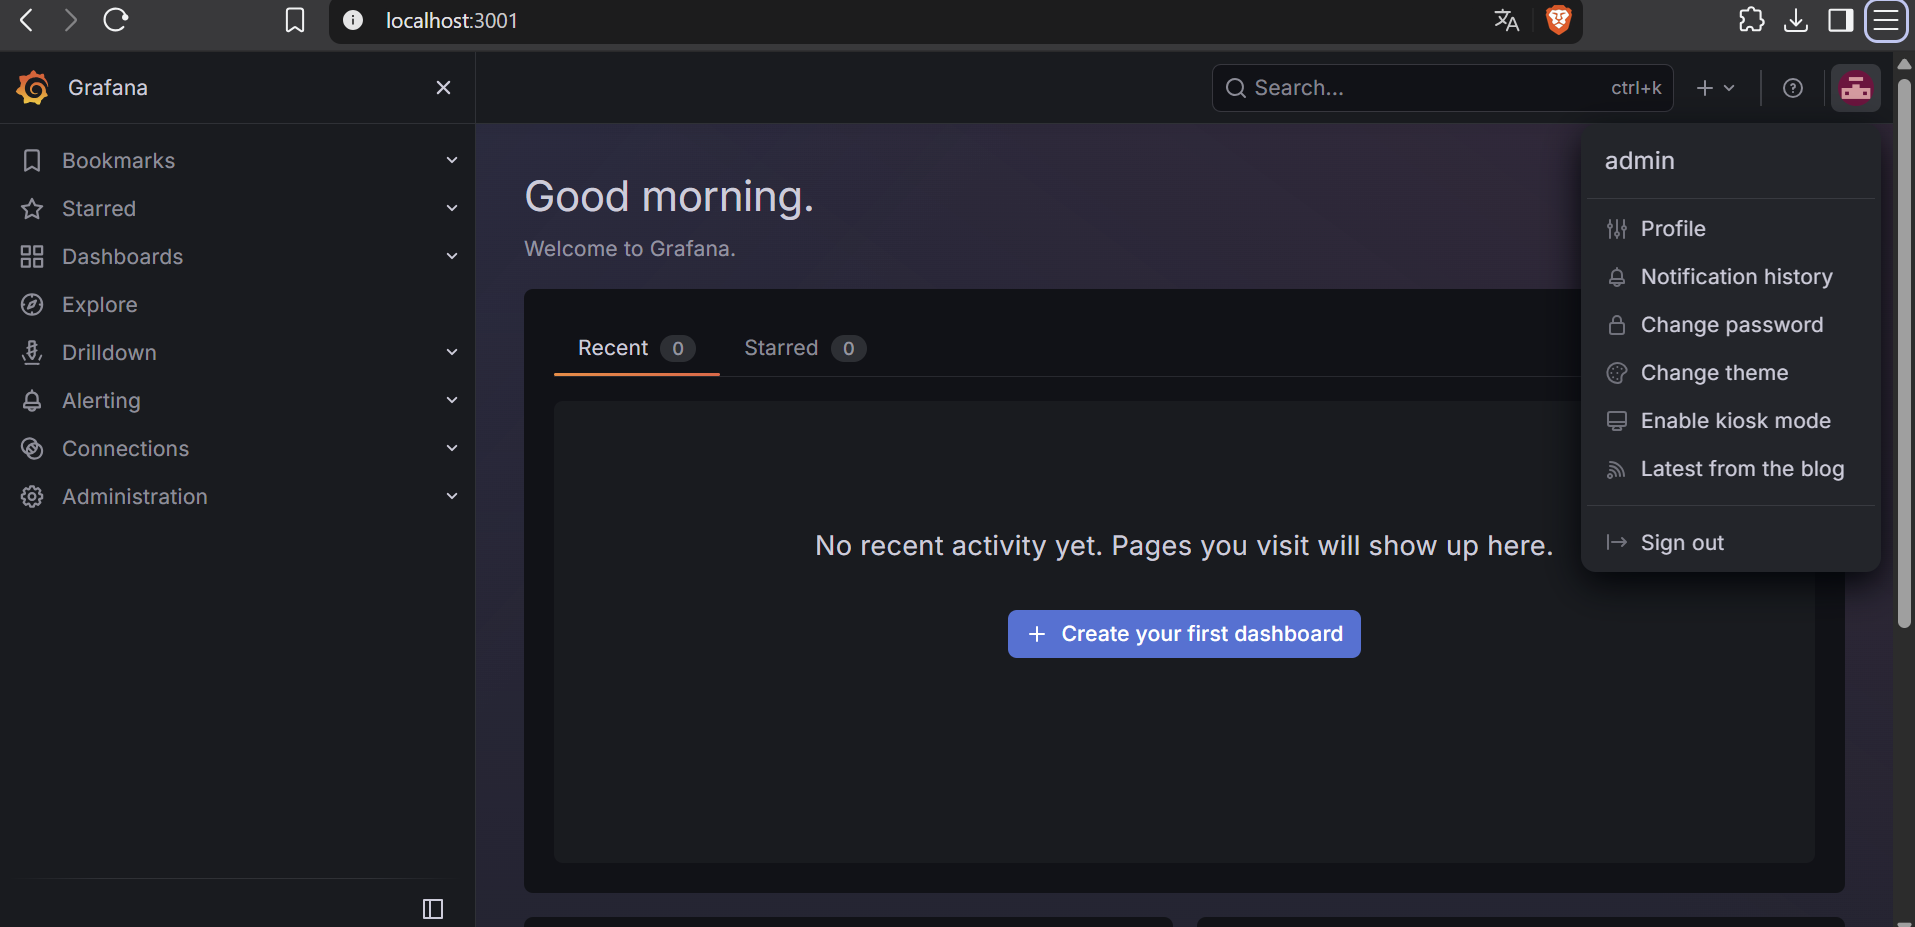 localhost:3001
Grafana
Search...
ctrl+k
Bookmarks
Starred
Dashboards
Explore
Drilldown
Alerting
Connections
Administration
Good morning.
Welcome to Grafana.
Recent 0
Starred 0
No recent activity yet. Pages you visit will show up here.
+ Create your first dashboard
admin
Profile
Notification history
Change password
Change theme
Enable kiosk mode
Latest from the blog
Sign out